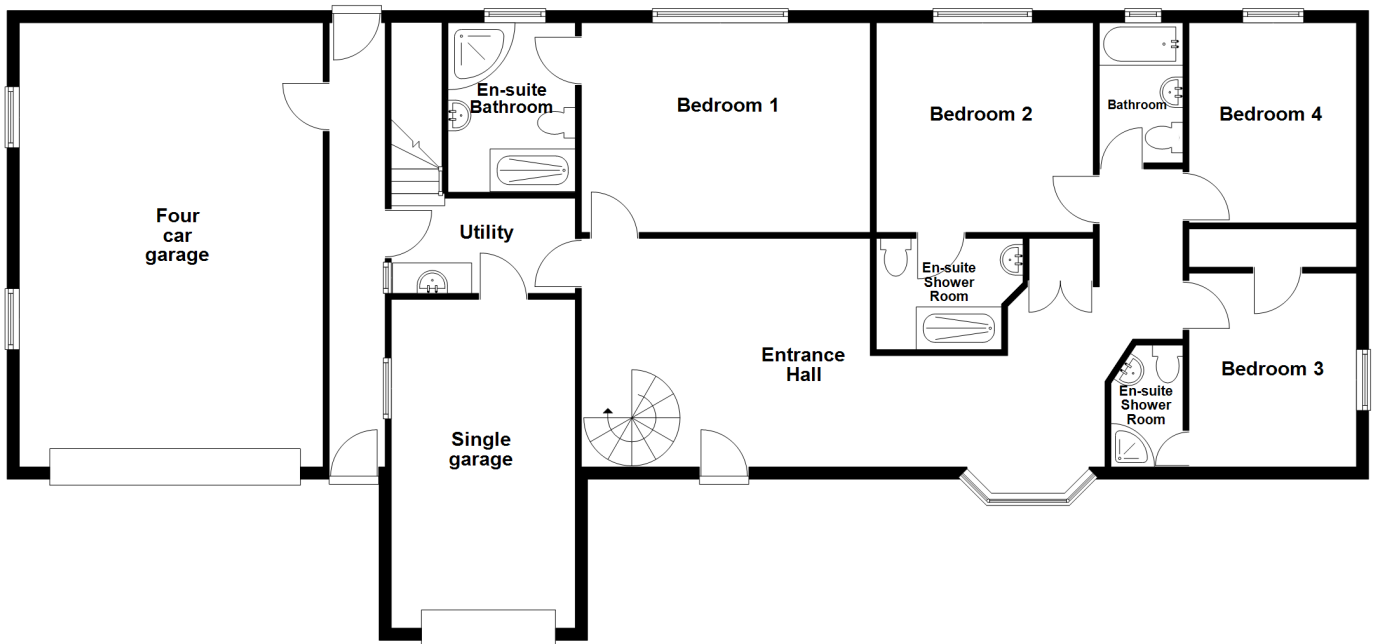 En-suite
Bathroom
Bedroom 1
Bedroom 2
Bathroom
Bedroom 4
Four
car
garage
Utility
En-suite
Shower
Room
Entrance
Hall
Bedroom 3
En-suite
Shower
Room
Single
garage